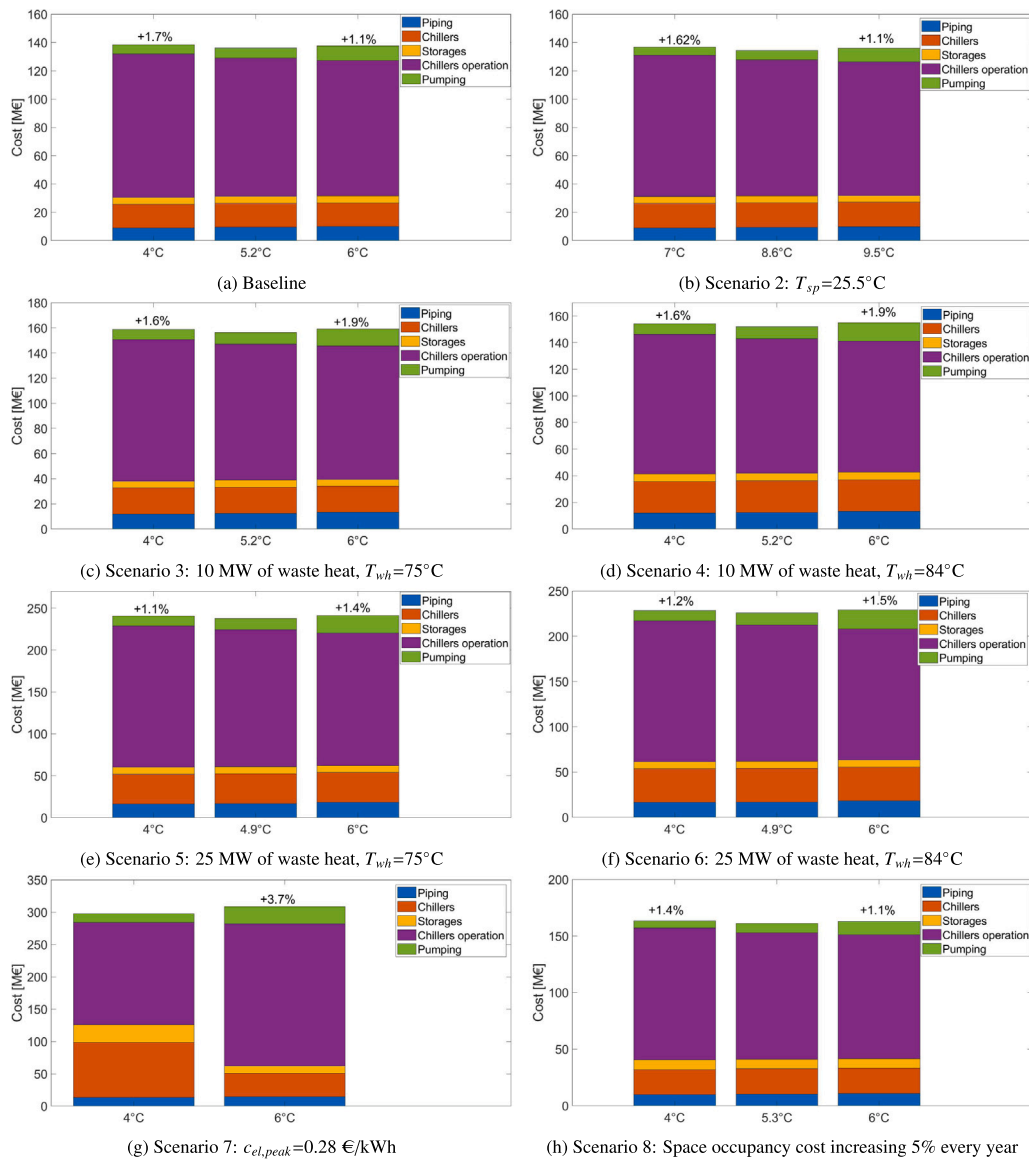 160
140
120
100
80
60
40
20
0
Cost [M€]
+1.7%
+1.1%
Piping
Chillers
Storages
Chillers operation
Pumping
4°C
5.2°C
6°C
(a) Baseline
160
140
120
100
80
60
40
20
0
Cost [M€]
+1.62%
+1.1%
Piping
Chillers
Storages
Chillers operation
Pumping
7°C
8.6°C
9.5°C
(b) Scenario 2: T_sp=25.5°C
180
160
140
120
100
80
60
40
20
0
Cost [M€]
+1.6%
+1.9%
Piping
Chillers
Storages
Chillers operation
Pumping
4°C
5.2°C
6°C
(c) Scenario 3: 10 MW of waste heat, T_wh=75°C
160
140
120
100
80
60
40
20
0
Cost [M€]
+1.6%
+1.9%
Piping
Chillers
Storages
Chillers operation
Pumping
4°C
5.2°C
6°C
(d) Scenario 4: 10 MW of waste heat, T_wh=84°C
250
200
150
100
50
0
Cost [M€]
+1.1%
+1.4%
Piping
Chillers
Storages
Chillers operation
Pumping
4°C
4.9°C
6°C
(e) Scenario 5: 25 MW of waste heat, T_wh=75°C
250
200
150
100
50
0
Cost [M€]
+1.2%
+1.5%
Piping
Chillers
Storages
Chillers operation
Pumping
4°C
4.9°C
6°C
(f) Scenario 6: 25 MW of waste heat, T_wh=84°C
350
300
250
200
150
100
50
0
Cost [M€]
+3.7%
Piping
Chillers
Storages
Chillers operation
Pumping
4°C
6°C
(g) Scenario 7: c_el,peak=0.28 €/kWh
200
150
100
50
0
Cost [M€]
+1.4%
+1.1%
Piping
Chillers
Storages
Chillers operation
Pumping
4°C
5.3°C
6°C
(h) Scenario 8: Space occupancy cost increasing 5% every year